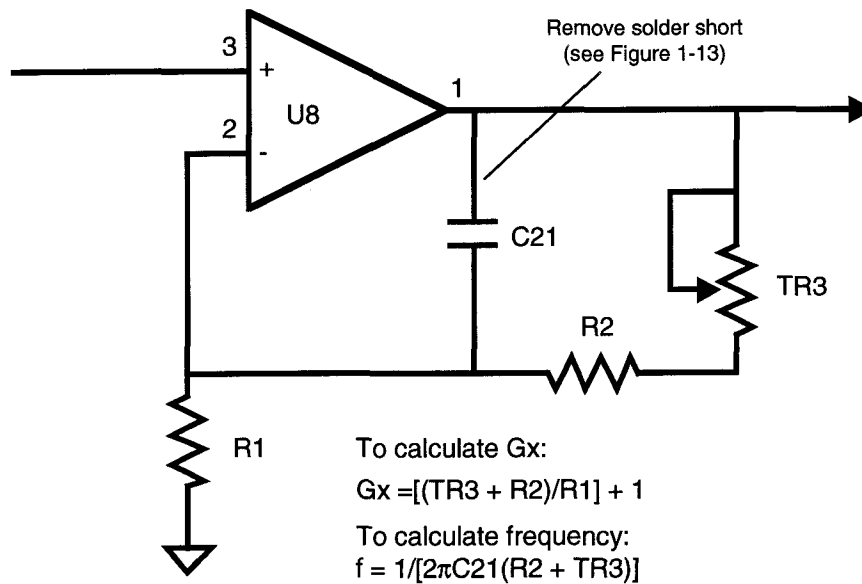 Remove solder short
(see Figure 1-13)
3
+
1
U8
2
-
C21
TR3
R2
R1
To calculate Gx:
Gx =[(TR3 + R2)/R1] + 1
To calculate frequency:
f = 1/[2πC21(R2 + TR3)]